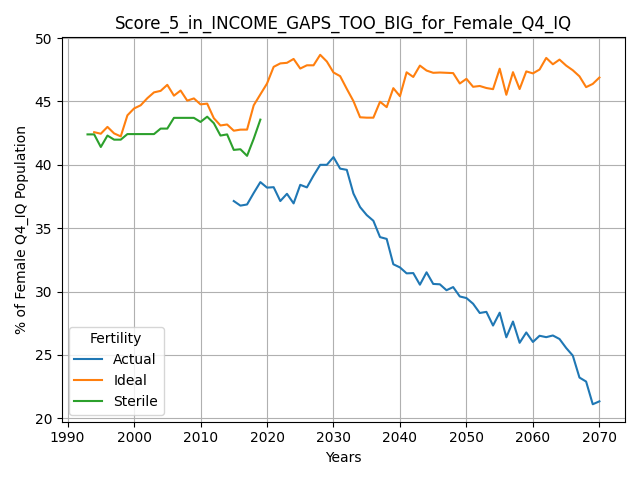 Score_5_in_INCOME_GAPS_TOO_BIG_for_Female_Q4_IQ
% of Female Q4_IQ Population
50
45
40
35
30
25
20
Fertility
Actual
Ideal
Sterile
1990 2000 2010 2020 2030 2040 2050 2060 2070
Years